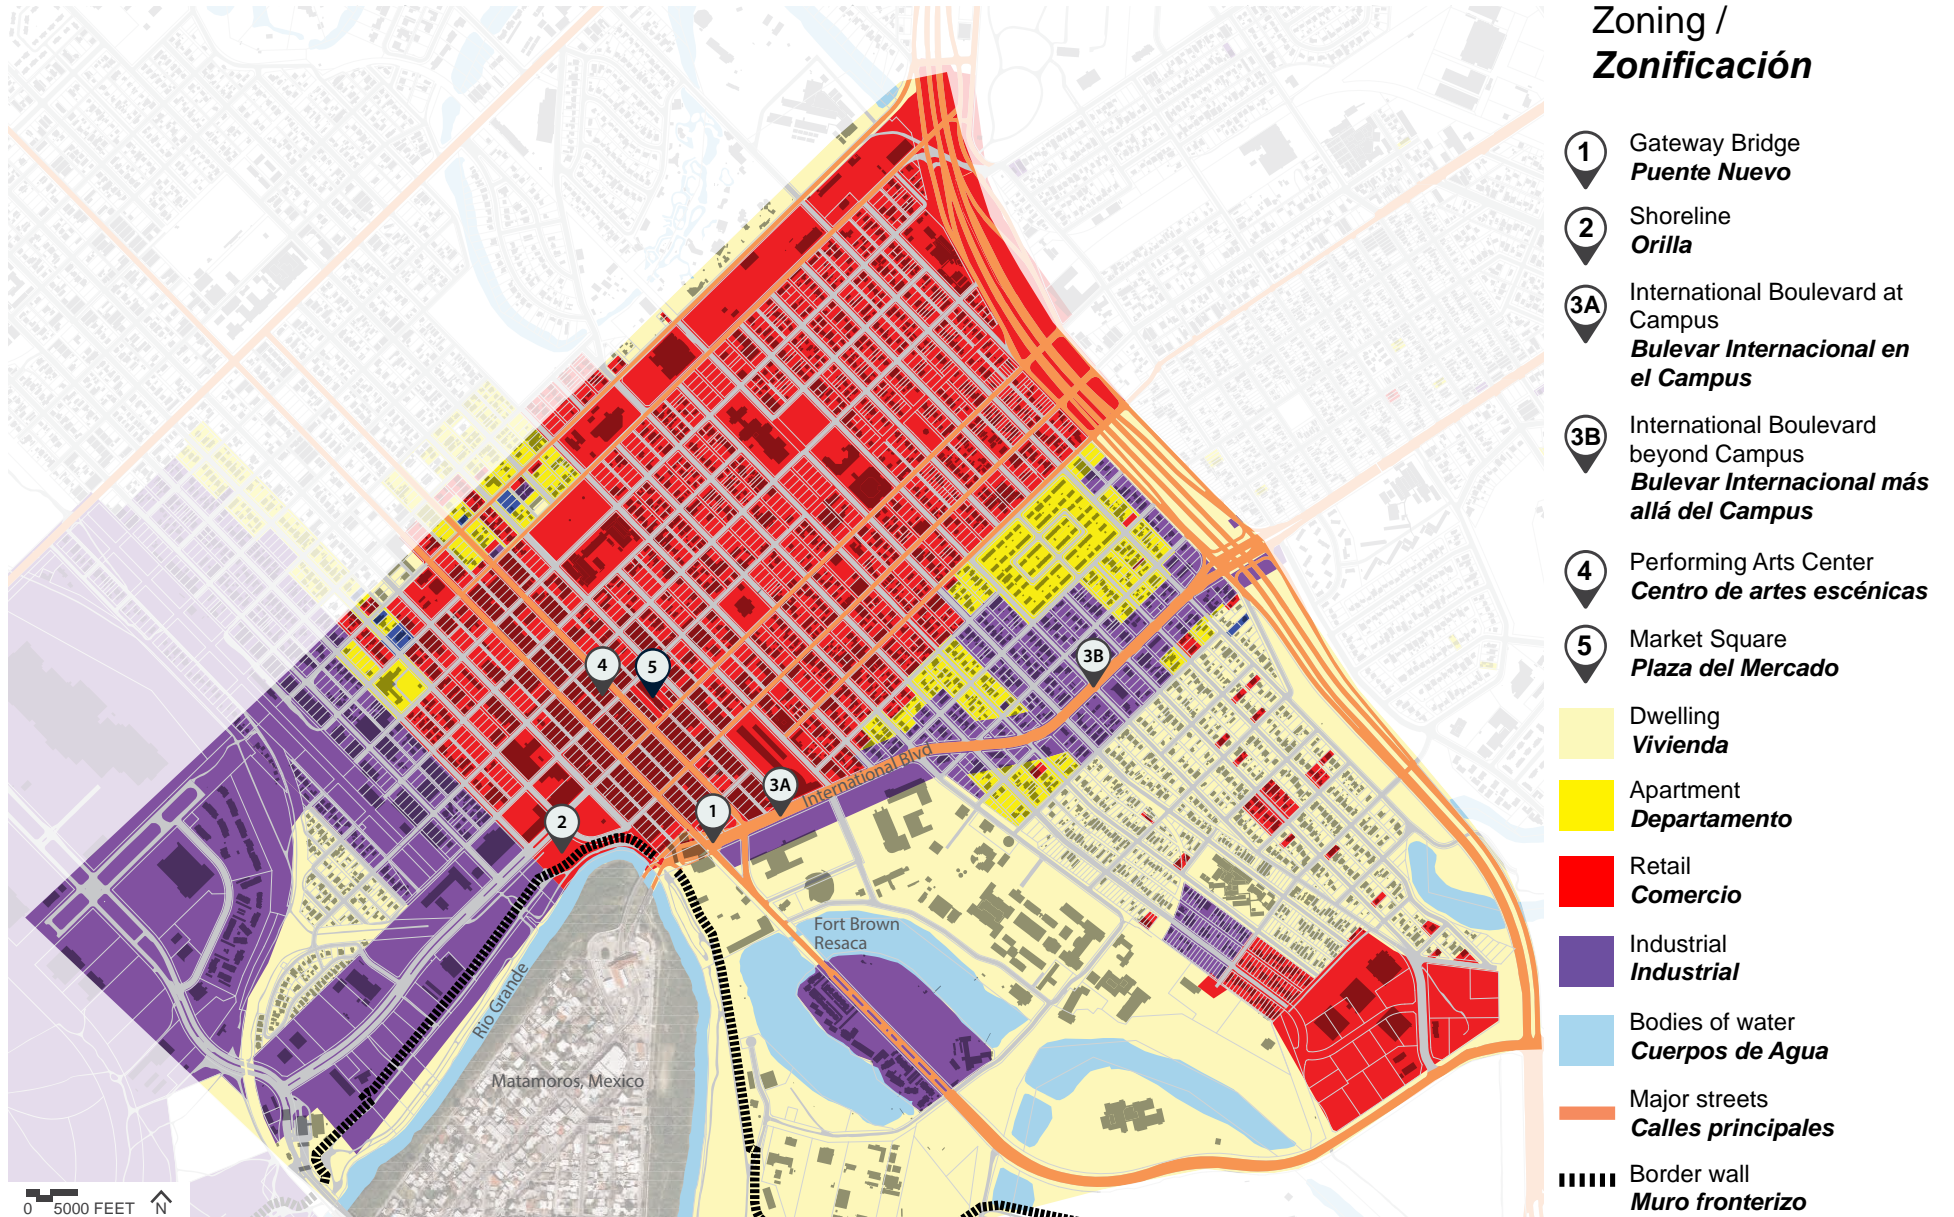 Zoning /
Zonificación
1
Gateway Bridge
Puente Nuevo
2
Shoreline
Orilla
3A
International Boulevard at
Campus
Bulevar Internacional en
el Campus
3B
International Boulevard
beyond Campus
Bulevar Internacional más
allá del Campus
4
Performing Arts Center
Centro de artes escénicas
5
Market Square
Plaza del Mercado
Dwelling
Vivienda
Apartment
Departamento
Retail
Comercio
Industrial
Industrial
Bodies of water
Cuerpos de Agua
Major streets
Calles principales
Border wall
Muro fronterizo
4
5
3B
3A
1
2
International Blvd
Fort Brown
Resaca
Rio Grande
Matamoros, Mexico
0 5000 FEET N